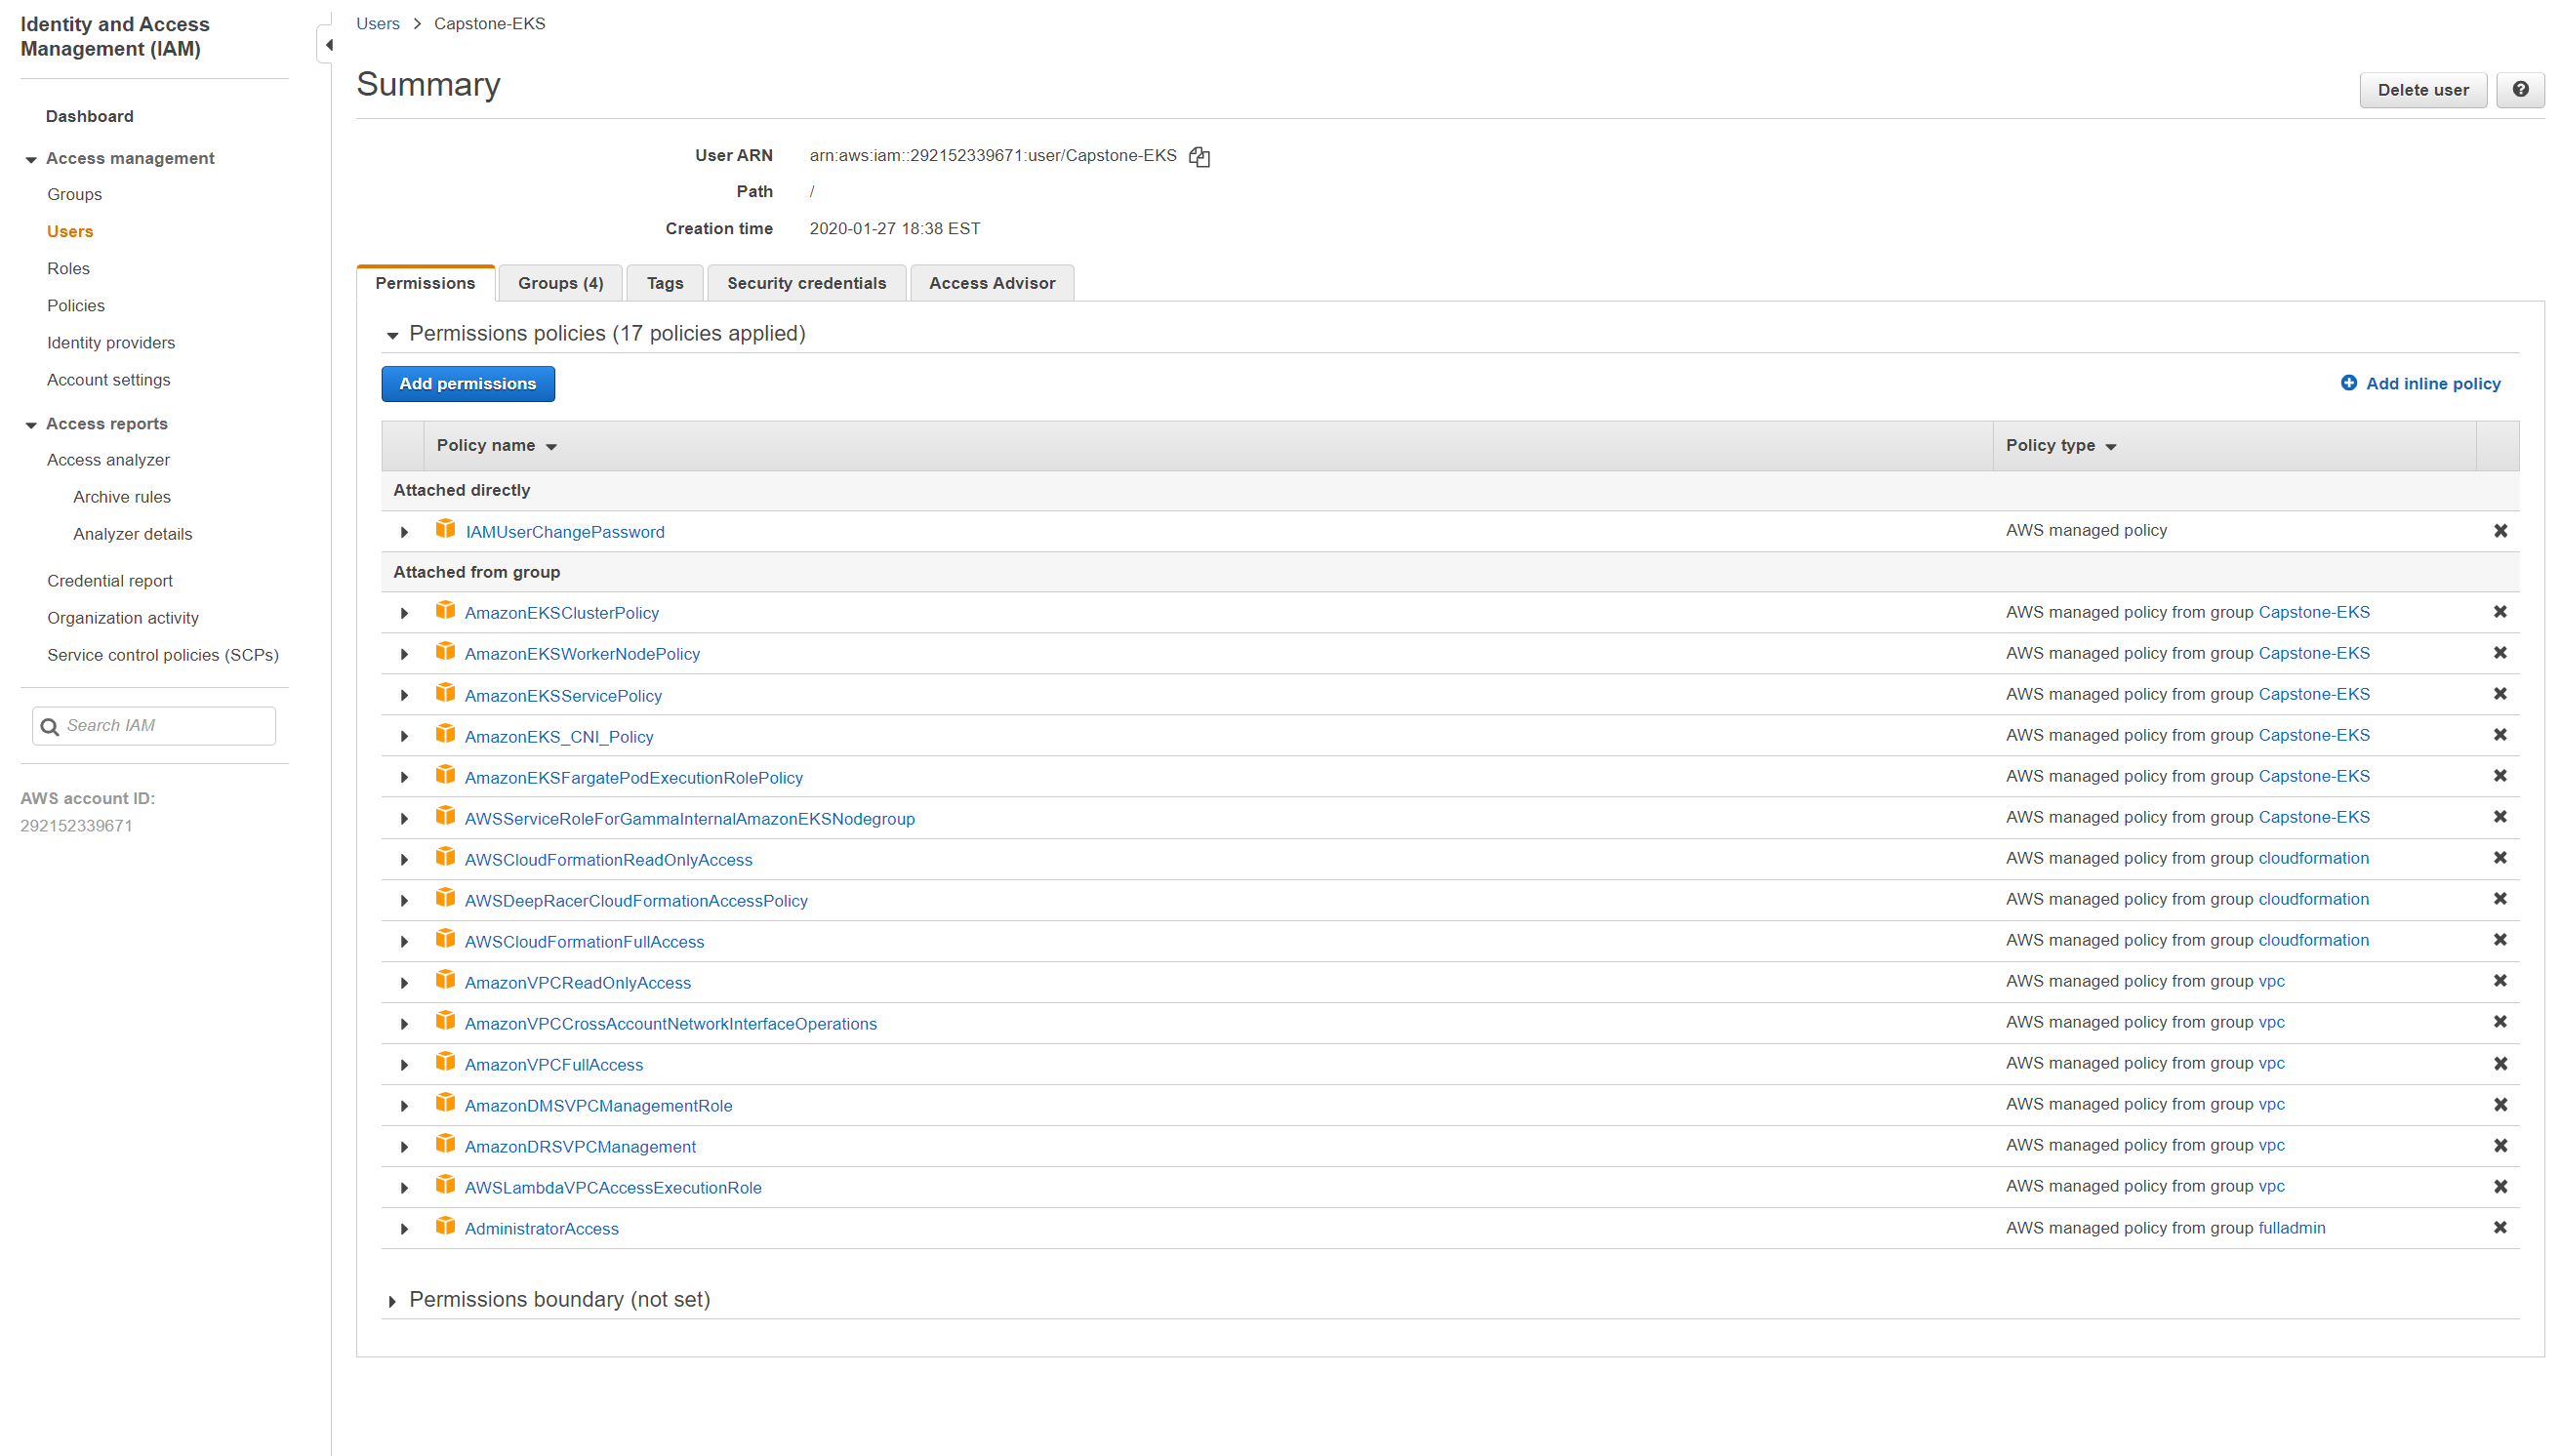 Identity and Access
Management (IAM)
Dashboard
Access management
Groups
Users
Roles
Policies
Identity providers
Account settings
Access reports
Access analyzer
Archive rules
Analyzer details
Credential report
Organization activity
Service control policies (SCPs)
Search IAM
AWS account ID:
292152339671
Users > Capstone-EKS
Summary
Delete user
User ARN arn:aws:iam::292152339671:user/Capstone-EKS
Path /
Creation time 2020-01-27 18:38 EST
Permissions Groups (4) Tags Security credentials Access Advisor
Permissions policies (17 policies applied)
Add permissions Add inline policy
Policy name Policy type
Attached directly
IAMUserChangePassword AWS managed policy
Attached from group
AmazonEKSClusterPolicy AWS managed policy from group Capstone-EKS
AmazonEKSWorkerNodePolicy AWS managed policy from group Capstone-EKS
AmazonEKSServicePolicy AWS managed policy from group Capstone-EKS
AmazonEKS_CNI_Policy AWS managed policy from group Capstone-EKS
AmazonEKSFargatePodExecutionRolePolicy AWS managed policy from group Capstone-EKS
AWSServiceRoleForGammaInternalAmazonEKSNodegroup AWS managed policy from group Capstone-EKS
AWSCloudFormationReadOnlyAccess AWS managed policy from group cloudformation
AWSDeepRacerCloudFormationAccessPolicy AWS managed policy from group cloudformation
AWSCloudFormationFullAccess AWS managed policy from group cloudformation
AmazonVPCReadOnlyAccess AWS managed policy from group vpc
AmazonVPCCrossAccountNetworkInterfaceOperations AWS managed policy from group vpc
AmazonVPCFullAccess AWS managed policy from group vpc
AmazonDMSVPCManagementRole AWS managed policy from group vpc
AmazonDRSVPCManagement AWS managed policy from group vpc
AWSLambdaVPCAccessExecutionRole AWS managed policy from group vpc
AdministratorAccess AWS managed policy from group fulladmin
Permissions boundary (not set)